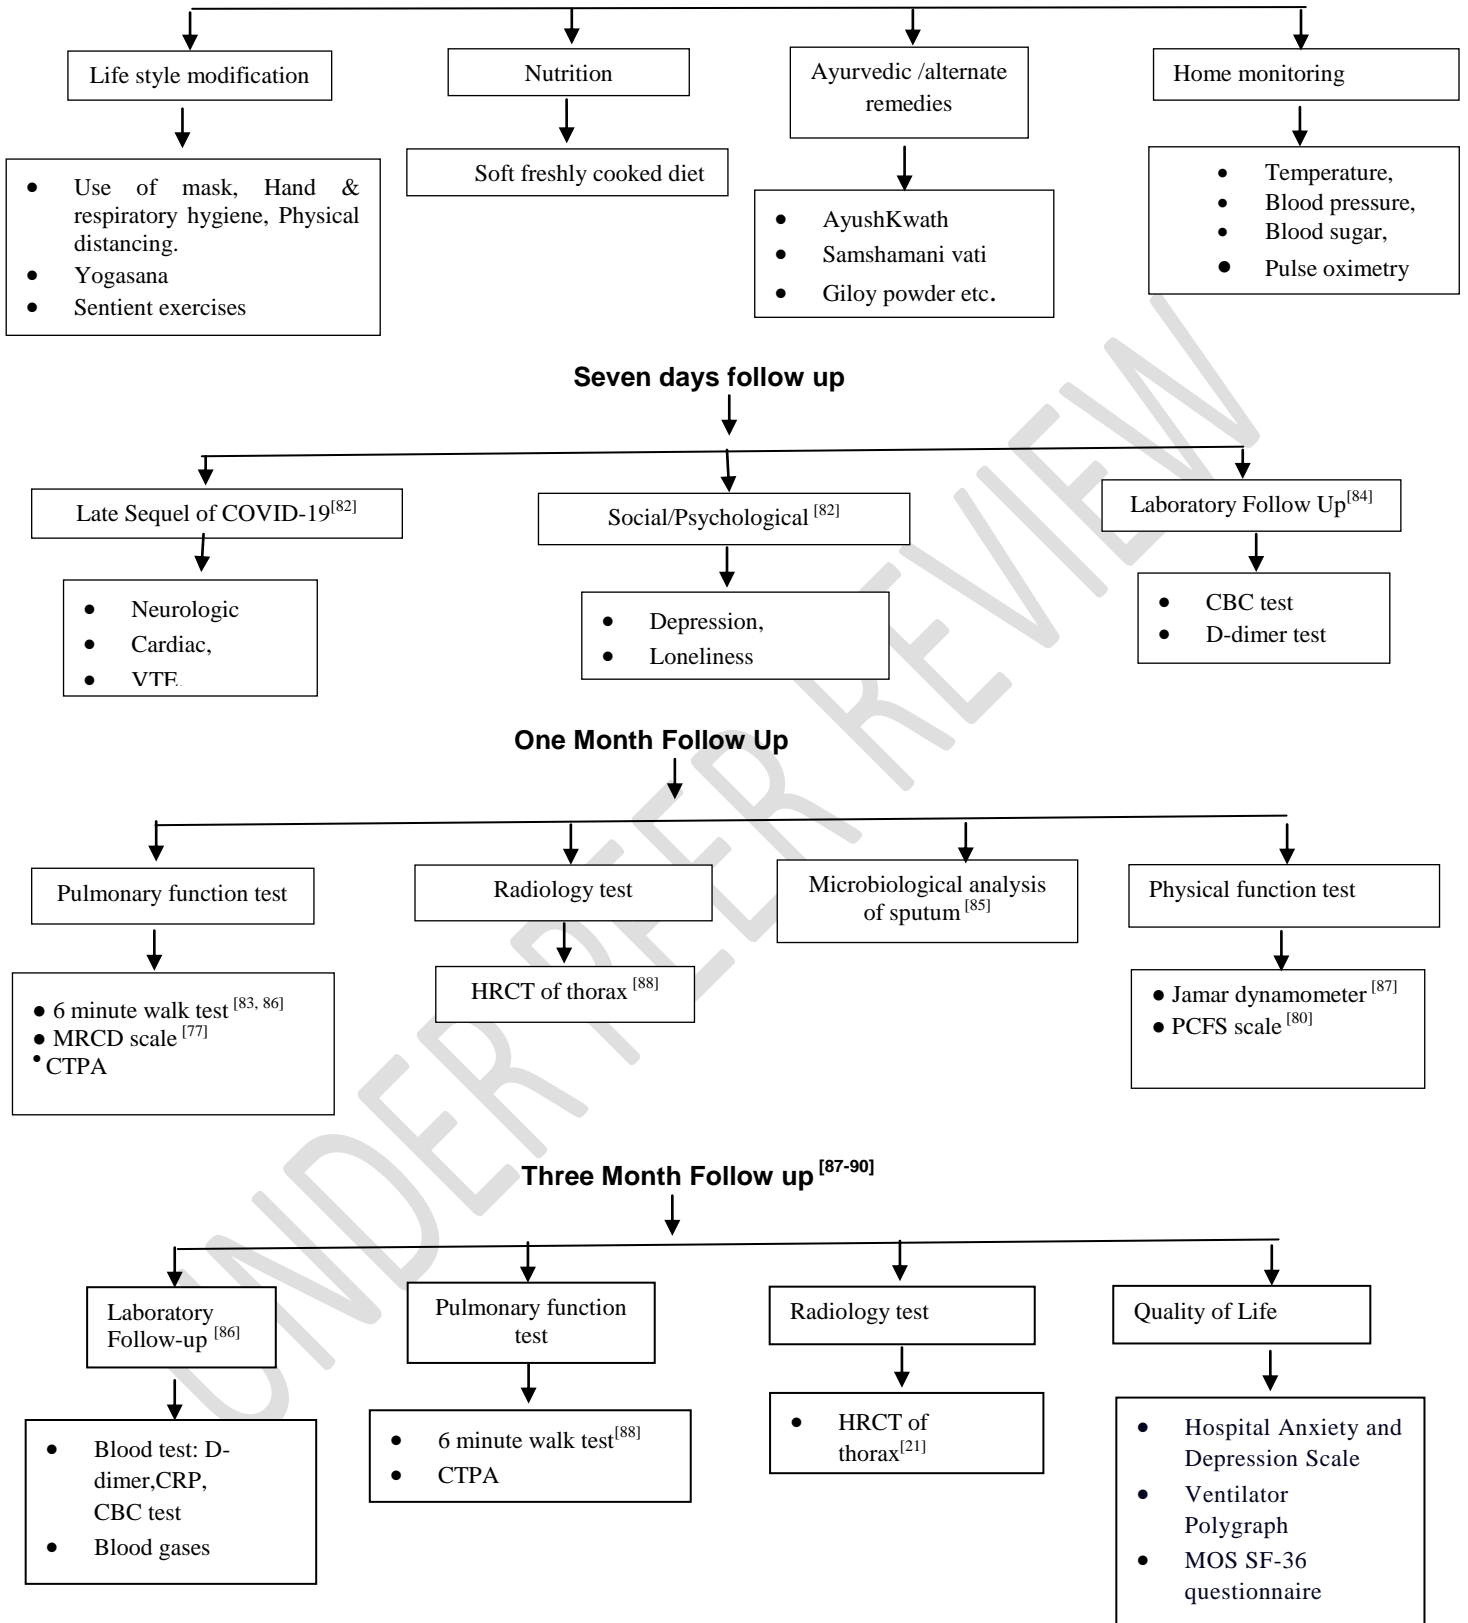 Life style modification
Nutrition
Ayurvedic /alternate
remedies
Home monitoring
• Use of mask, Hand &
respiratory hygiene, Physical
distancing.
• Yogasana
• Sentient exercises
Soft freshly cooked diet
• AyushKwath
• Samshamani vati
• Giloy powder etc.
• Temperature,
• Blood pressure,
• Blood sugar,
• Pulse oximetry
Seven days follow up
Late Sequel of COVID-19[82]
Social/Psychological [82]
Laboratory Follow Up[84]
• Neurologic
• Cardiac,
• VTE.
• Depression,
• Loneliness
• CBC test
• D-dimer test
One Month Follow Up
Pulmonary function test
Radiology test
Microbiological analysis
of sputum [85]
Physical function test
• 6 minute walk test [83, 86]
• MRCD scale [77]
• CTPA
HRCT of thorax [88]
• Jamar dynamometer [87]
• PCFS scale [80]
Three Month Follow up [87-90]
Laboratory
Follow-up [86]
Pulmonary function
test
Radiology test
Quality of Life
• Blood test: D-
dimer,CRP,
CBC test
• Blood gases
• 6 minute walk test[88]
• CTPA
• HRCT of
thorax[21]
• Hospital Anxiety and
Depression Scale
• Ventilator
Polygraph
• MOS SF-36
questionnaire
UNDER PEER REVIEW